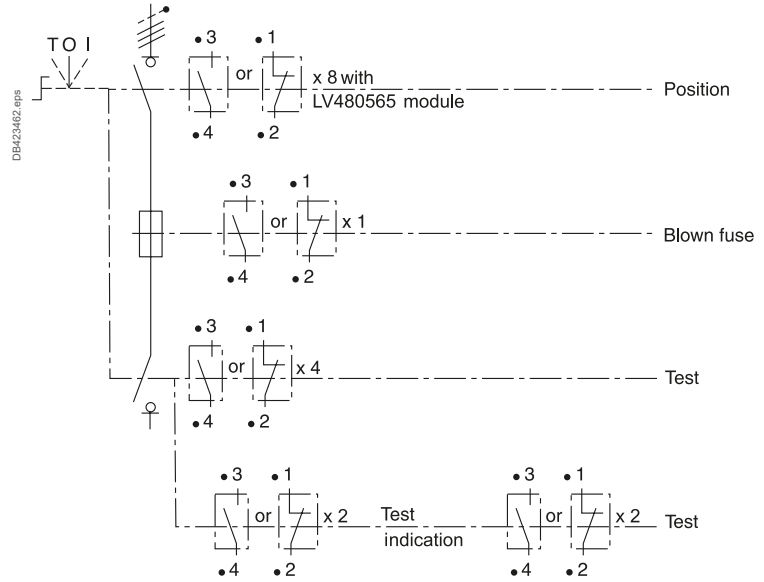 T O I
• 3
or
• 1
x 8 with
LV480565 module
• 4
• 2
Position
DB423462.eps
• 3
or
• 1
x 1
• 4
• 2
Blown fuse
• 3
or
• 1
x 4
• 4
• 2
Test
• 3
or
• 1
x 2
• 4
• 2
Test
indication
• 3
or
• 1
x 2
• 4
• 2
Test